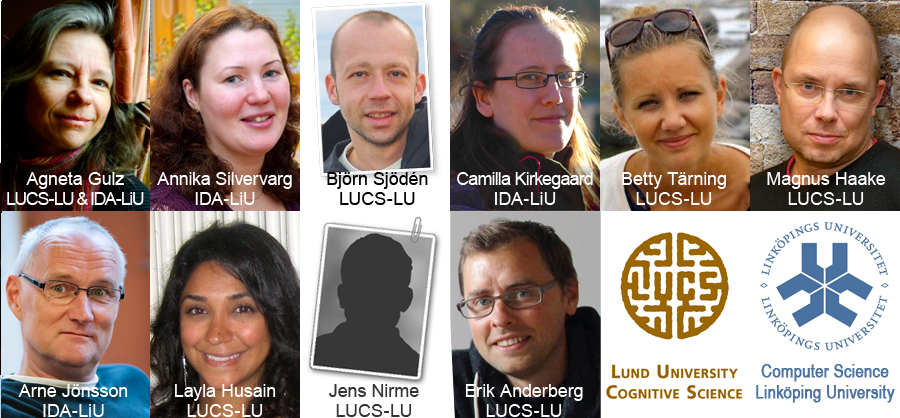 Agneta Gulz
LUCS-LU & IDA-LiU
Annika Silvervarg
IDA-LiU
Björn Sjödén
LUCS-LU
Camilla Kirkegaard
IDA-LiU
Betty Tärning
LUCS-LU
Magnus Haake
LUCS-LU
Arne Jönsson
IDA-LiU
Layla Husain
LUCS-LU
Jens Nirme
LUCS-LU
Erik Anderberg
LUCS-LU
LUCS
LUND UNIVERSITY
COGNITIVE SCIENCE
LINKÖPINGS UNIVERSITET
LINKÖPINGS UNIVERSITET
Computer Science
Linköping University